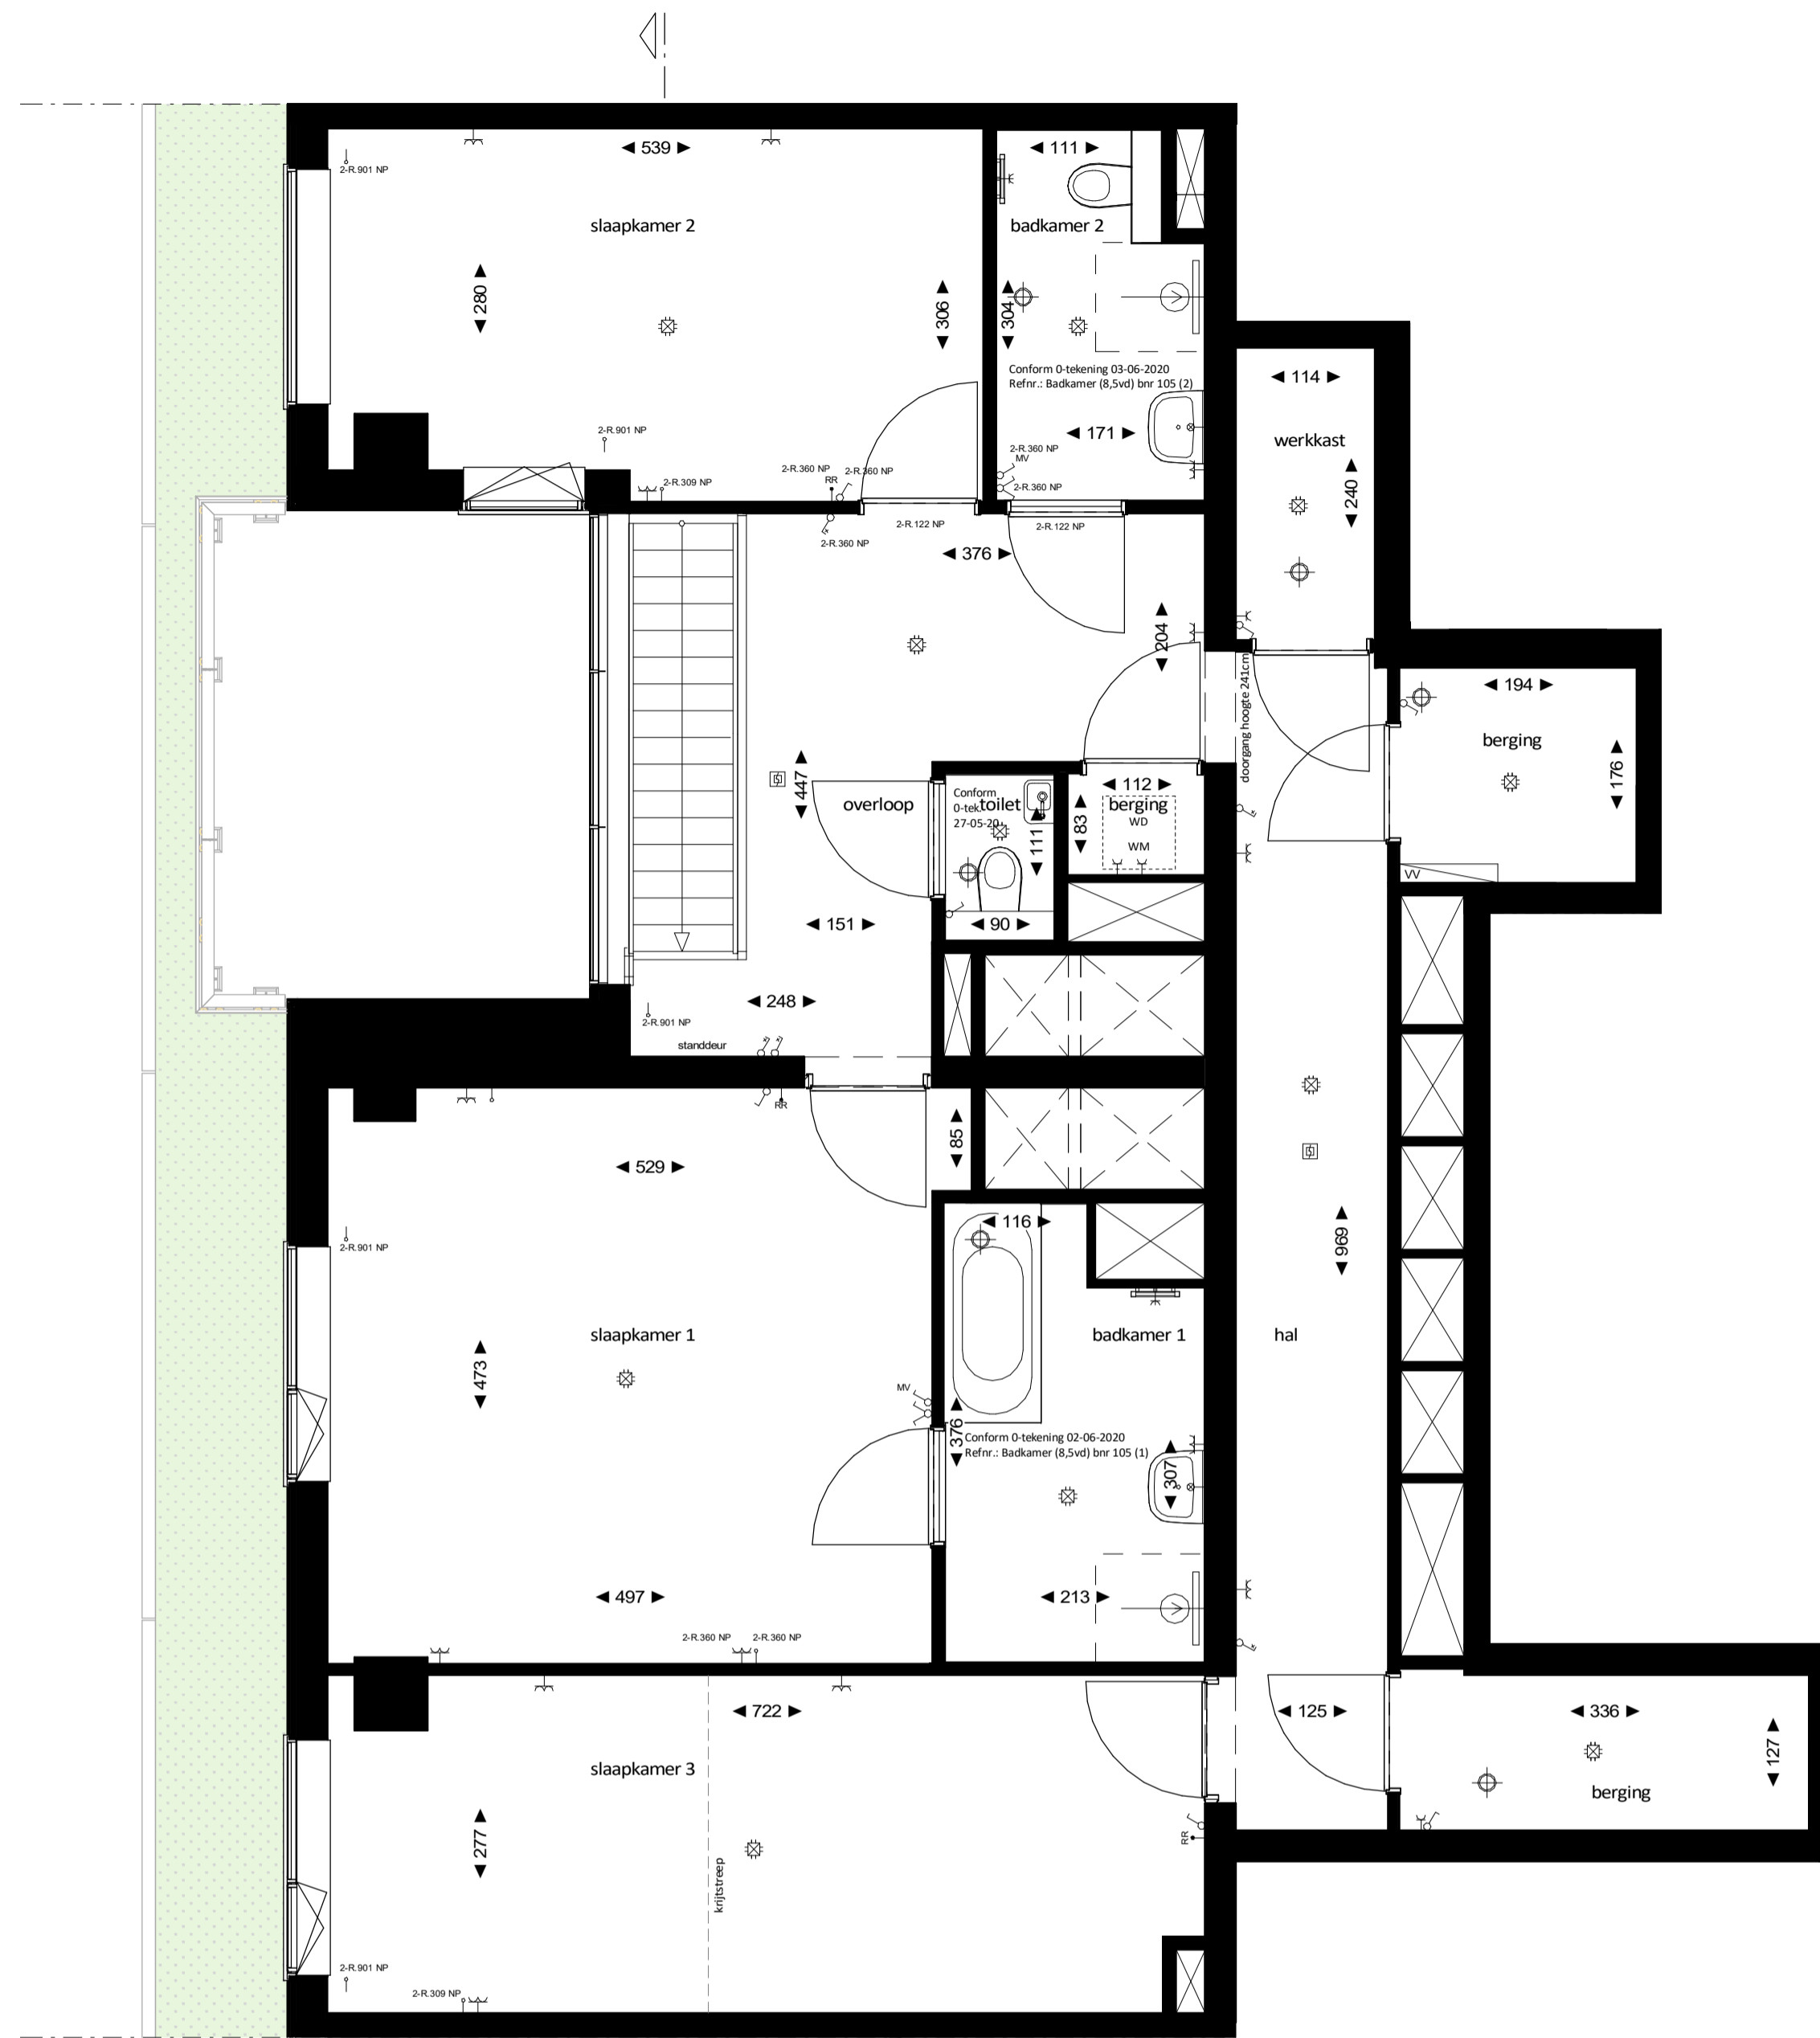 539
111
2-R.901 NP
slaapkamer 2
badkamer 2
280
306
304
Conform 0-tekening 03-06-2020
Refnr.: Badkamer (8,5vd) bnr 105 (2)
114
171
werkkast
2-R.901 NP
2-R.360 NP
MV
2-R.360 NP
2-R.360 NP
RR
2-R.309 NP
2-R.360 NP
240
2-R.122 NP
2-R.122 NP
2-R.360 NP
376
204
doorgang hoogte 241cm
194
berging
176
447
overloop
Conform
0-tek.
27-05-20
toilet
111
90
112
berging
83
WD
WM
VV
151
248
2-R.901 NP
standdeur
RR
85
529
2-R.901 NP
116
969
slaapkamer 1
badkamer 1
hal
473
MV
376
Conform 0-tekening 02-06-2020
Refnr.: Badkamer (8,5vd) bnr 105 (1)
307
497
213
2-R.360 NP
2-R.360 NP
722
125
336
slaapkamer 3
127
berging
277
RR
krijtstreep
2-R.901 NP
2-R.309 NP